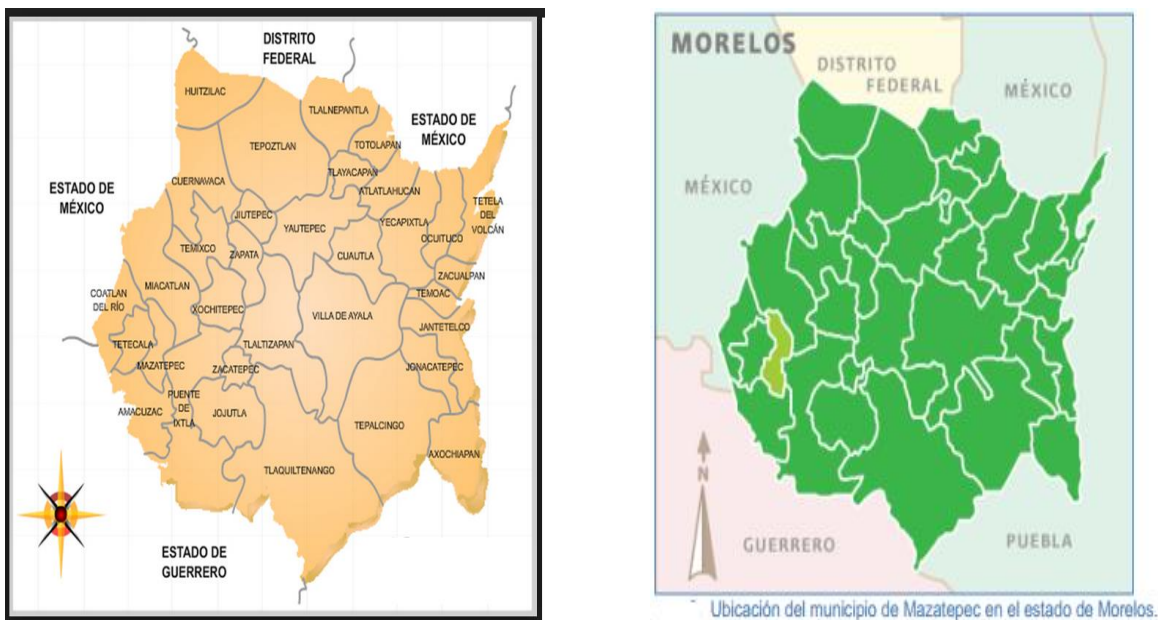 DISTRITO
FEDERAL
HUITZILAC
TLALNEPANTLA
ESTADO DE
MÉXICO
TEPOZTLAN
TOTOLAPAN
TLAYACAPAN
CUERNAVACA
ATLATLAHUCAN
ESTADO DE
MÉXICO
TETELA
DEL
VOLCÁN
JIUTEPEC
YECAPIXTLA
YAUTEPEC
OCUITUCO
TEMIXCO
ZAPATA
CUAUTLA
ZACUALPAN
MIACATLAN
TEMOAC
COATLAN
DEL RÍO
XOCHITEPEC
VILLA DE AYALA
JANTETELCO
TETECALA
TLALTIZAPAN
MAZATEPEC
ZACATEPEC
JONACATEPEC
PUENTE
DE
IXTLA
AMACUZAC
JOJUTLA
TEPALCINGO
AXOCHIAPAN
TLAQUILTENANGO
ESTADO DE
GUERRERO
MORELOS
DISTRITO
FEDERAL
MÉXICO
MÉXICO
N
GUERRERO
PUEBLA
Ubicación del municipio de Mazatepec en el estado de Morelos.